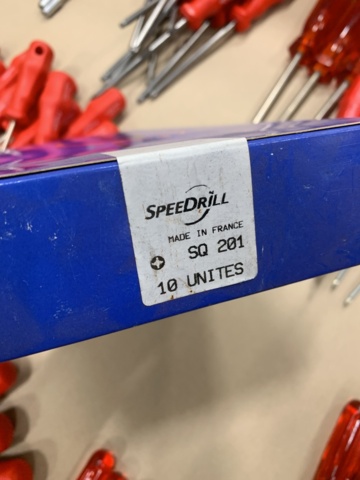 SPEEDRILL
MADE IN FRANCE
SQ 201
10 UNITES